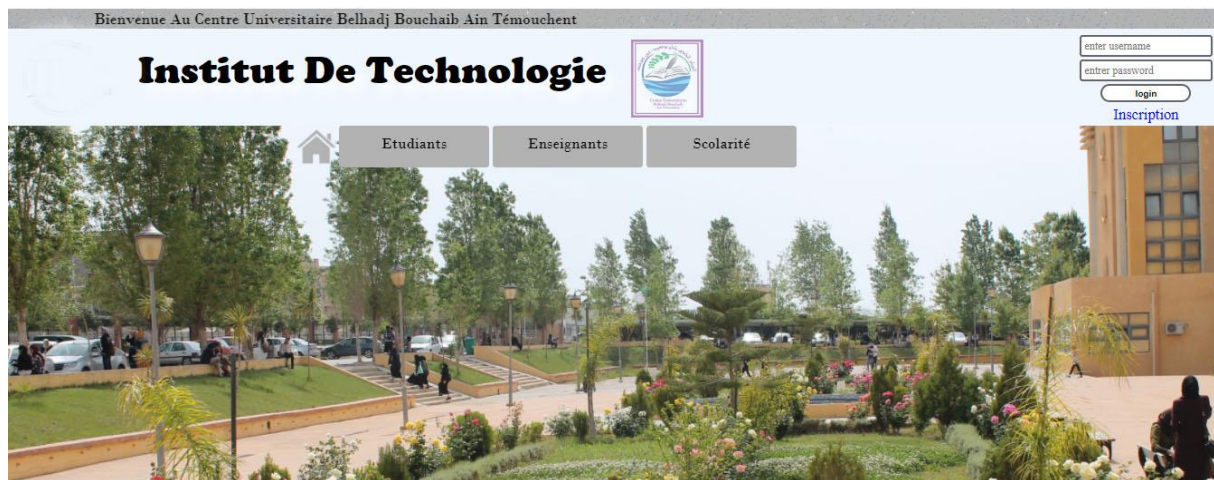 Bienvenue Au Centre Universitaire Belhadj Bouchaib Ain Témouchent
Institut De Technologie
enter username
entrer password
login
Inscription
Etudiants
Enseignants
Scolarité